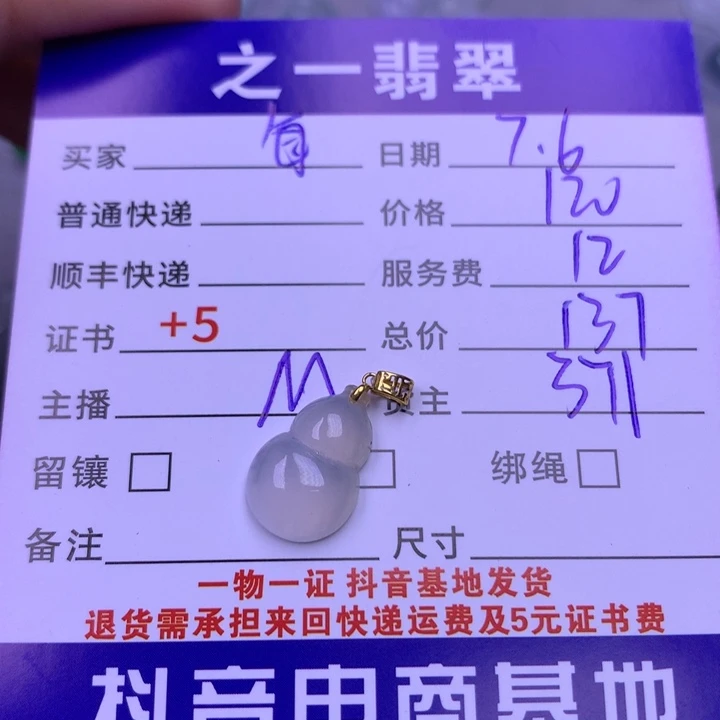 之一翡翠
买家 日期 7.6
普通快递 价格 120
顺丰快递 服务费 12
证书 +5 总价 137
主播 M 货主 371
留镶 绑绳
备注 尺寸
一物一证 抖音基地发货
退货需承担来回快递运费及5元证书费
抖音电商基地